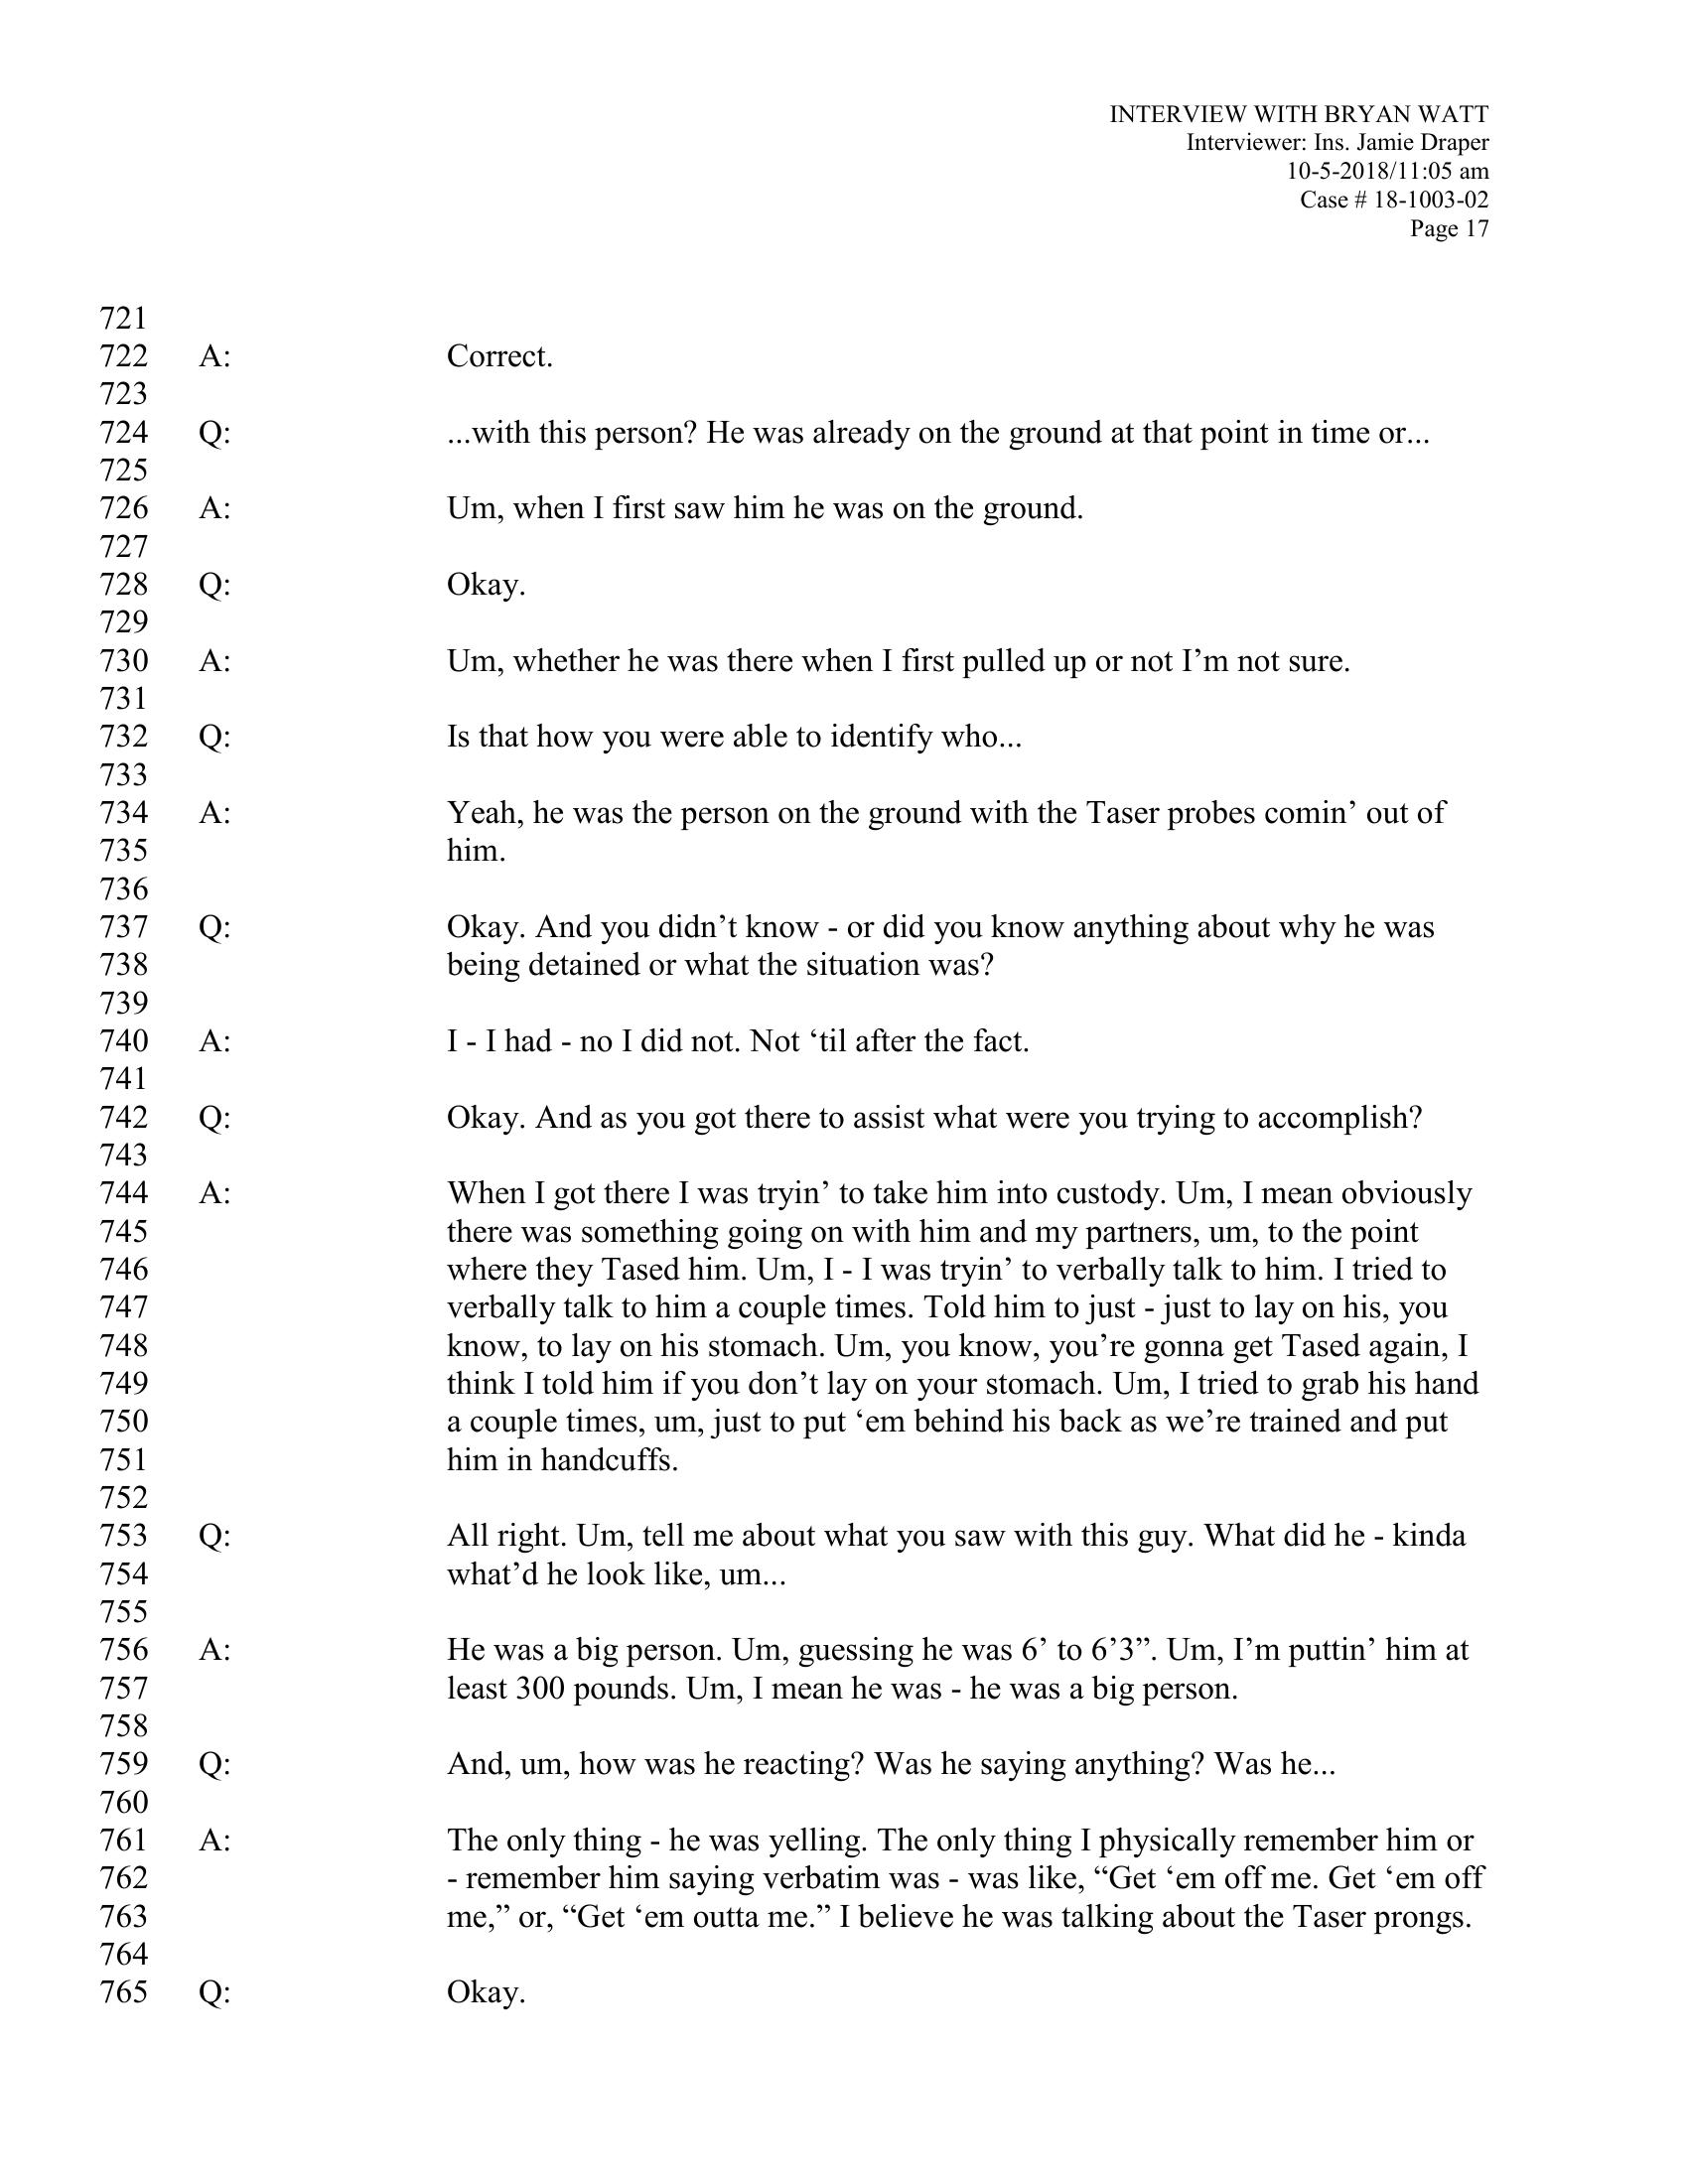 INTERVIEW WITH BRYAN WATT
Interviewer: Ins. Jamie Draper
10-5-2018/11:05 am
Case # 18-1003-02
Page 17
721
722 A: Correct.
723
724 Q: ...with this person? He was already on the ground at that point in time or...
725
726 A: Um, when I first saw him he was on the ground.
727
728 Q: Okay.
729
730 A: Um, whether he was there when I first pulled up or not I’m not sure.
731
732 Q: Is that how you were able to identify who...
733
734 A: Yeah, he was the person on the ground with the Taser probes comin’ out of
735 him.
736
737 Q: Okay. And you didn’t know - or did you know anything about why he was
738 being detained or what the situation was?
739
740 A: I - I had - no I did not. Not ‘til after the fact.
741
742 Q: Okay. And as you got there to assist what were you trying to accomplish?
743
744 A: When I got there I was tryin’ to take him into custody. Um, I mean obviously
745 there was something going on with him and my partners, um, to the point
746 where they Tased him. Um, I - I was tryin’ to verbally talk to him. I tried to
747 verbally talk to him a couple times. Told him to just - just to lay on his, you
748 know, to lay on his stomach. Um, you know, you’re gonna get Tased again, I
749 think I told him if you don’t lay on your stomach. Um, I tried to grab his hand
750 a couple times, um, just to put ‘em behind his back as we’re trained and put
751 him in handcuffs.
752
753 Q: All right. Um, tell me about what you saw with this guy. What did he - kinda
754 what’d he look like, um...
755
756 A: He was a big person. Um, guessing he was 6’ to 6’3”. Um, I’m puttin’ him at
757 least 300 pounds. Um, I mean he was - he was a big person.
758
759 Q: And, um, how was he reacting? Was he saying anything? Was he...
760
761 A: The only thing - he was yelling. The only thing I physically remember him or
762 - remember him saying verbatim was - was like, “Get ‘em off me. Get ‘em off
763 me,” or, “Get ‘em outta me.” I believe he was talking about the Taser prongs.
764
765 Q: Okay.